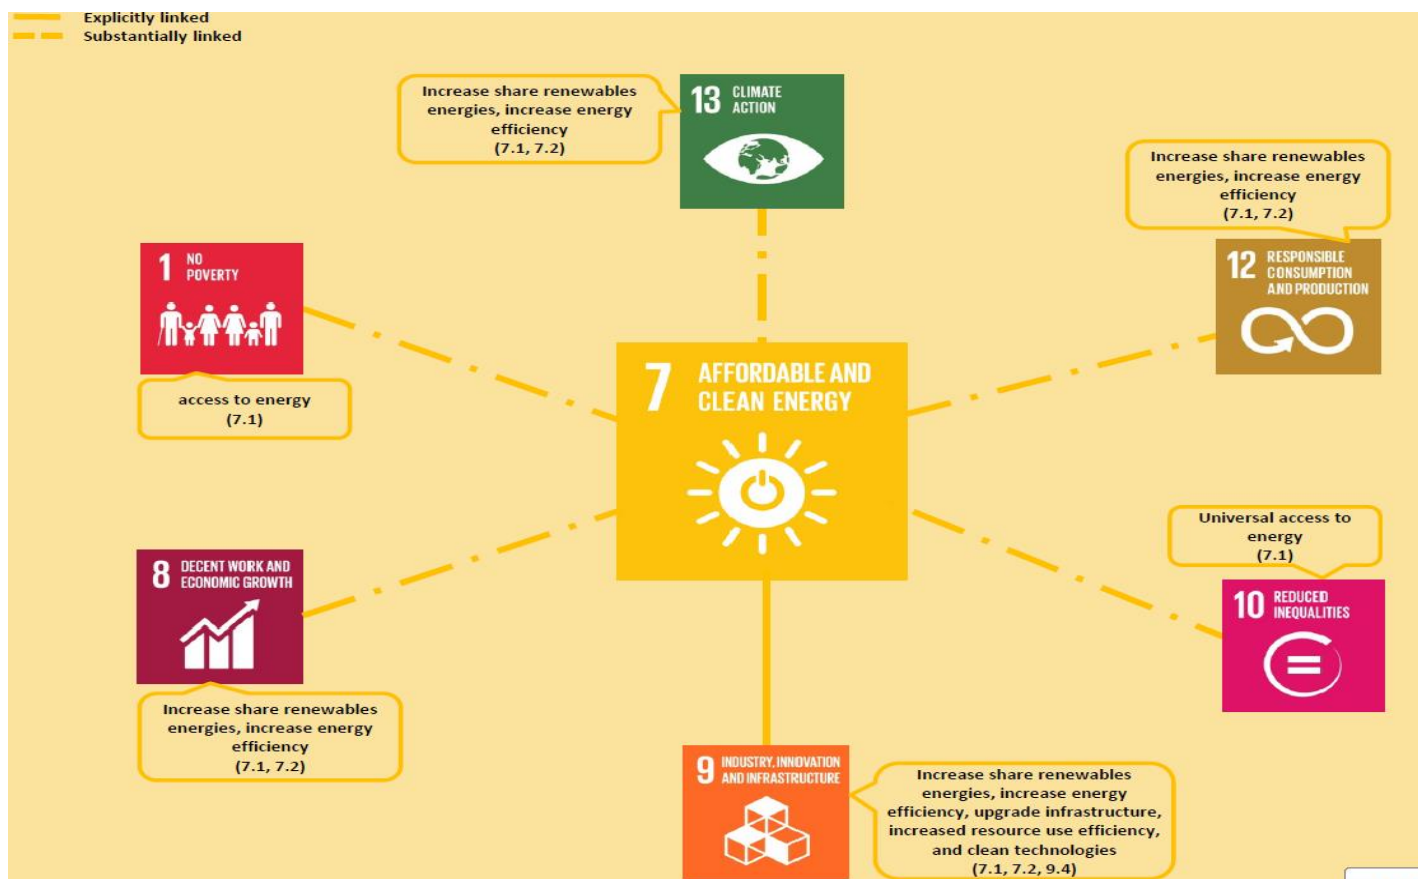 Explicitly linked
Substantially linked
13 CLIMATE
ACTION
Increase share renewables
energies, increase energy
efficiency
(7.1, 7.2)
Increase share renewables
energies, increase energy
efficiency
(7.1, 7.2)
12 RESPONSIBLE
CONSUMPTION
AND PRODUCTION
1 NO
POVERTY
access to energy
(7.1)
7 AFFORDABLE AND
CLEAN ENERGY
Universal access to
energy
(7.1)
10 REDUCED
INEQUALITIES
8 DECENT WORK AND
ECONOMIC GROWTH
Increase share renewables
energies, increase energy
efficiency
(7.1, 7.2)
9 INDUSTRY, INNOVATION
AND INFRASTRUCTURE
Increase share renewables
energies, increase energy
efficiency, upgrade infrastructure,
increased resource use efficiency,
and clean technologies
(7.1, 7.2, 9.4)